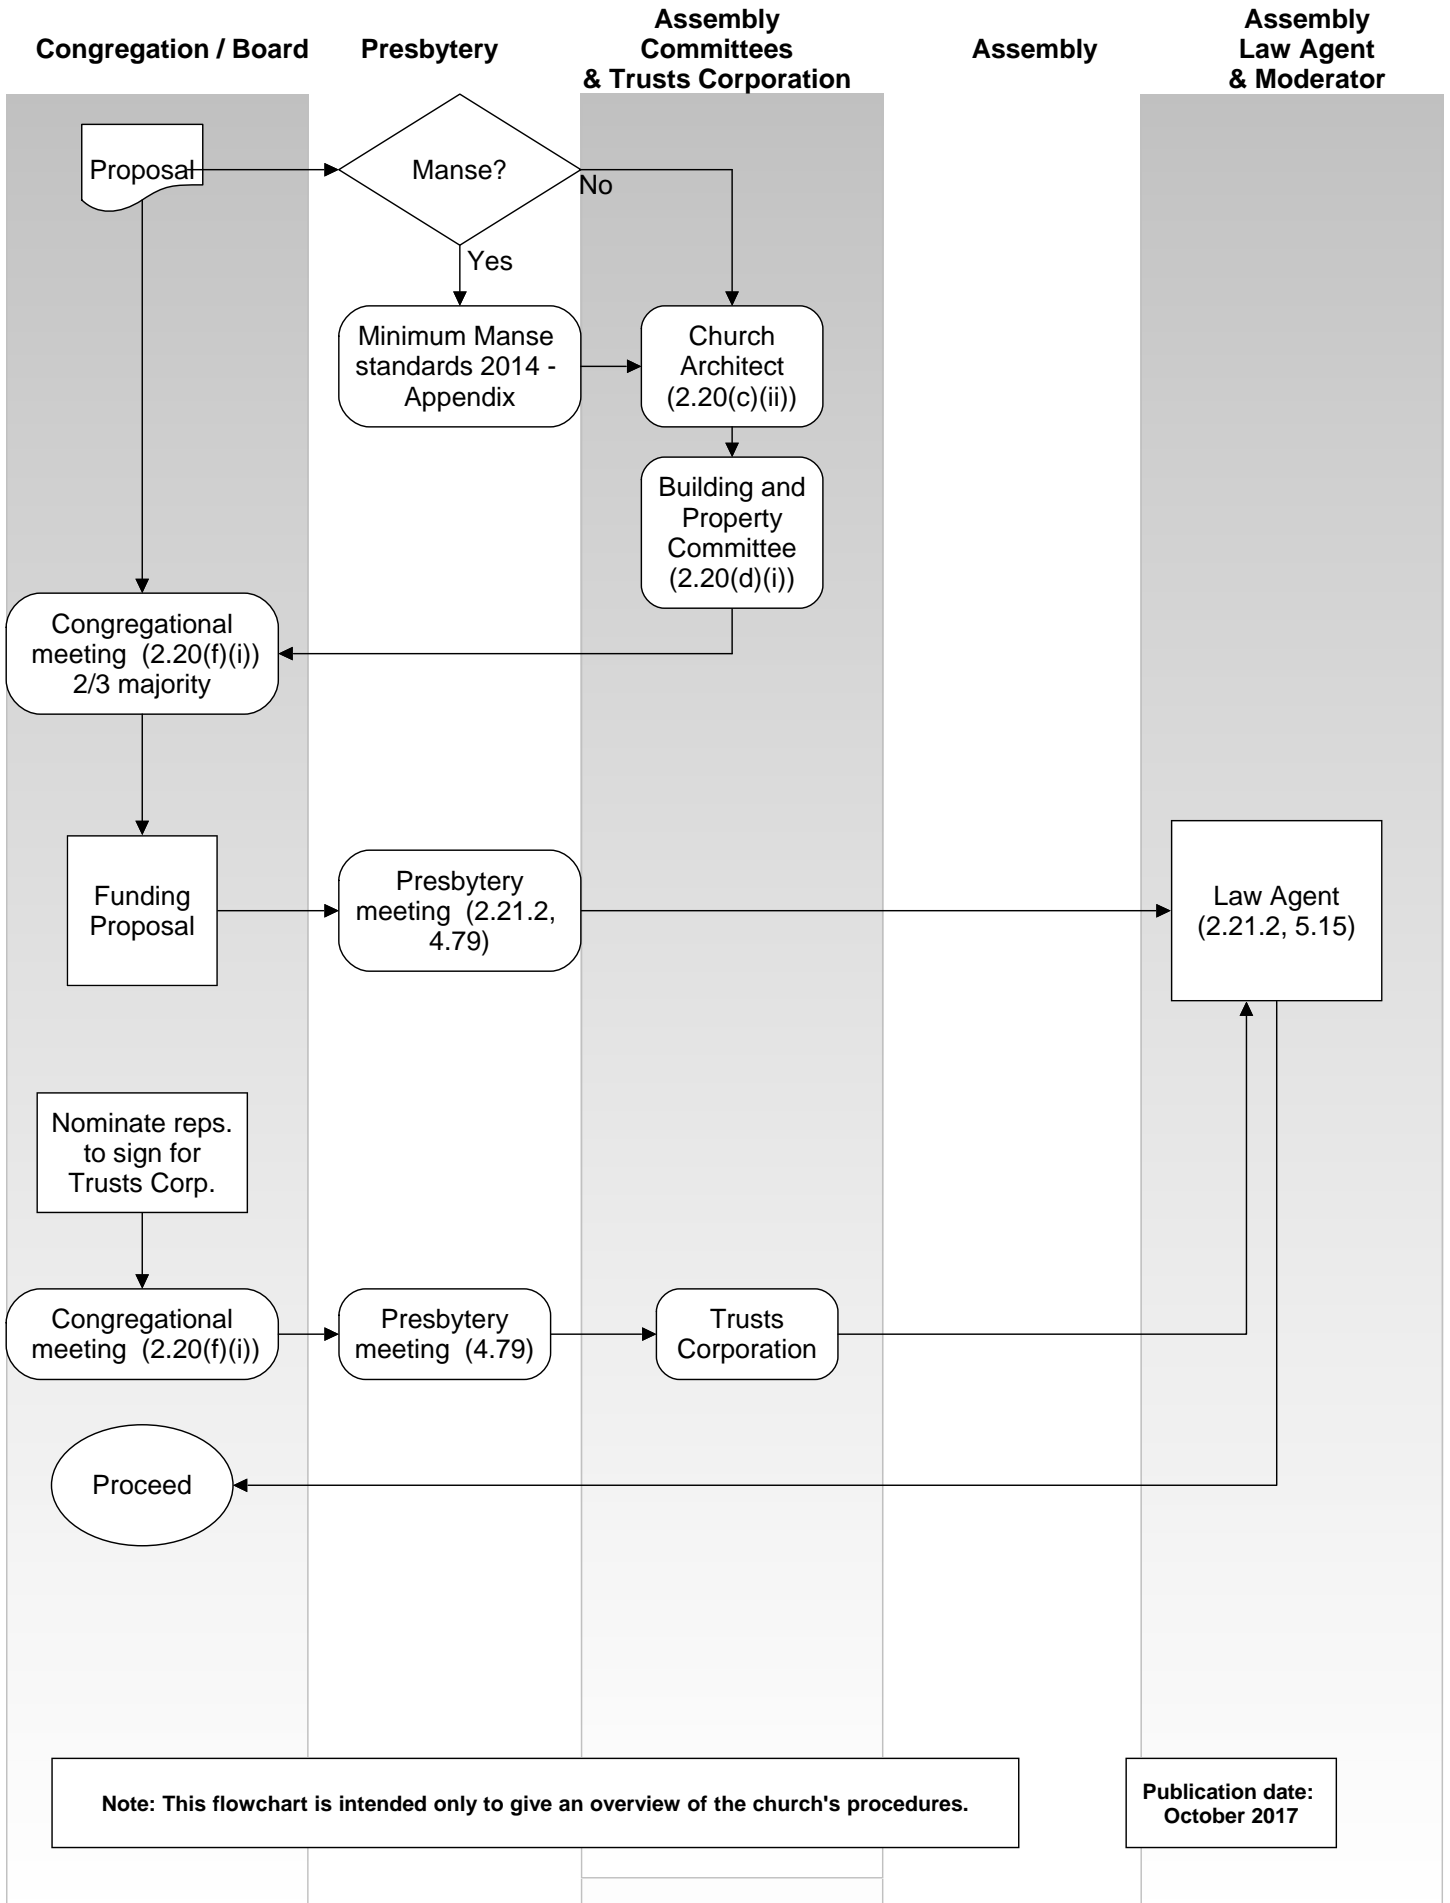 Congregation / Board
Presbytery
Assembly
Committees
& Trusts Corporation
Assembly
Assembly
Law Agent
& Moderator
Proposal
Manse?
No
Yes
Minimum Manse
standards 2014 -
Appendix
Church
Architect
(2.20(c)(ii))
Building and
Property
Committee
(2.20(d)(i))
Congregational
meeting (2.20(f)(i))
2/3 majority
Funding
Proposal
Presbytery
meeting (2.21.2,
4.79)
Law Agent
(2.21.2, 5.15)
Nominate reps.
to sign for
Trusts Corp.
Congregational
meeting (2.20(f)(i))
Presbytery
meeting (4.79)
Trusts
Corporation
Proceed
Note: This flowchart is intended only to give an overview of the church's procedures.
Publication date:
October 2017